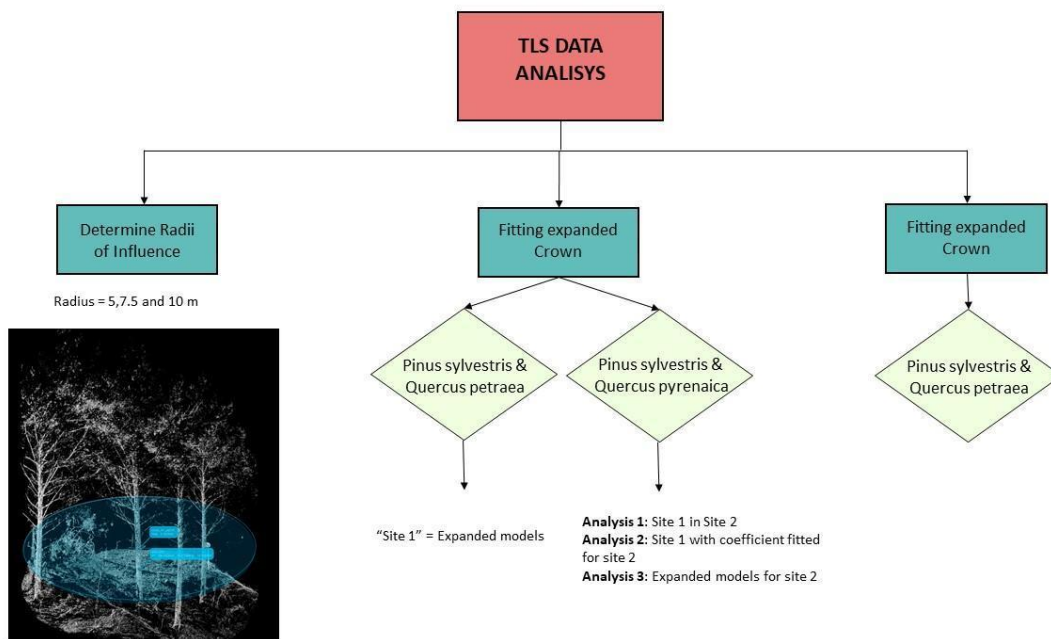 TLS DATA
ANALISYS
Determine Radii
of Influence
Radius = 5,7.5 and 10 m
Fitting expanded
Crown
Pinus sylvestris &
Quercus petraea
"Site 1" = Expanded models
Pinus sylvestris &
Quercus pyrenaica
Analysis 1: Site 1 in Site 2
Analysis 2: Site 1 with coefficient fitted
for site 2
Analysis 3: Expanded models for site 2
Fitting expanded
Crown
Pinus sylvestris &
Quercus petraea